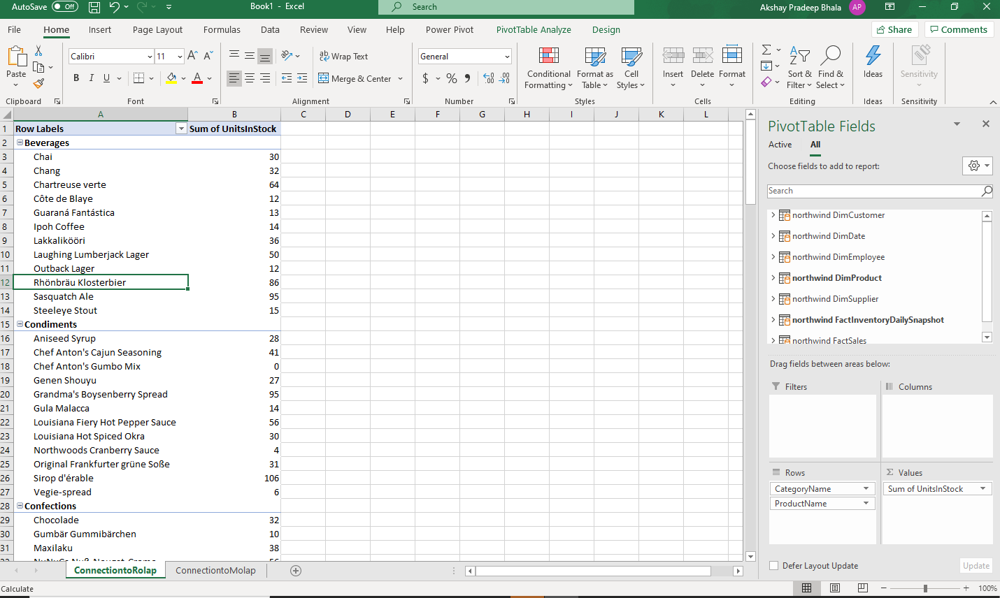 AutoSave Off Book1 - Excel Search Akshay Pradeep Bhala AP
File Home Insert Page Layout Formulas Data Review View Help Power Pivot PivotTable Analyze Design Share Comments
Paste Calibri 11 A^ A˅ Wrap Text General Conditional Formatting Format as Table Cell Styles Insert Delete Format Sort & Filter Find & Select Ideas Sensitivity
B I U A Merge & Center $ % 9
Clipboard Font Alignment Number Styles Cells Editing Ideas Sensitivity
A B C D E F G H I J K L
1 Row Labels Sum of UnitsInStock
2 Beverages
3 Chai 30
4 Chang 32
5 Chartreuse verte 64
6 Côte de Blaye 12
7 Guaraná Fantástica 13
8 Ipoh Coffee 14
9 Lakkalikööri 36
10 Laughing Lumberjack Lager 50
11 Outback Lager 12
12 Rhönbräu Klosterbier 86
13 Sasquatch Ale 95
14 Steeleye Stout 15
15 Condiments
16 Aniseed Syrup 28
17 Chef Anton's Cajun Seasoning 41
18 Chef Anton's Gumbo Mix 0
19 Genen Shouyu 27
20 Grandma's Boysenberry Spread 95
21 Gula Malacca 14
22 Louisiana Fiery Hot Pepper Sauce 56
23 Louisiana Hot Spiced Okra 30
24 Northwoods Cranberry Sauce 4
25 Original Frankfurter grüne Soße 31
26 Sirop d'érable 106
27 Vegie-spread 6
28 Confections
29 Chocolade 32
30 Gumbär Gummibärchen 10
31 Maxilaku 38
PivotTable Fields
Active All
Choose fields to add to report:
Search
northwind DimCustomer
northwind DimDate
northwind DimEmployee
northwind DimProduct
northwind DimSupplier
northwind FactInventoryDailySnapshot
northwind FactSales
Drag fields between areas below:
Filters Columns
Rows Σ Values
CategoryName Sum of UnitsInStock
ProductName
Defer Layout Update Update
ConnectiontoRolap ConnectiontoMolap
Calculate 100%